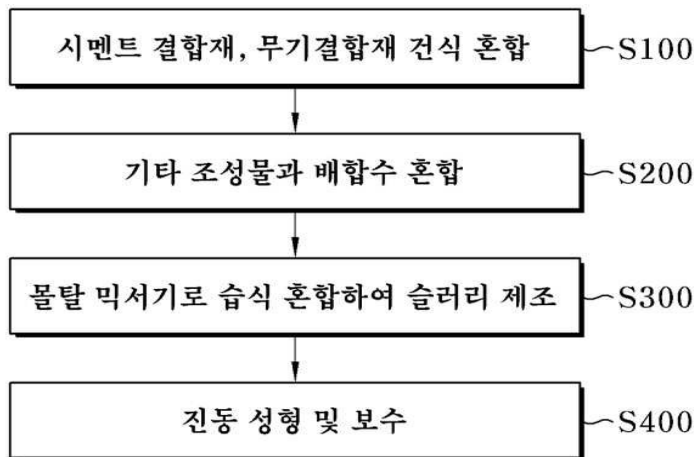 시멘트 결합재, 무기결합재 건식 혼합 S100
기타 조성물과 배합수 혼합 S200
몰탈 믹서기로 습식 혼합하여 슬러리 제조 S300
진동 성형 및 보수 S400